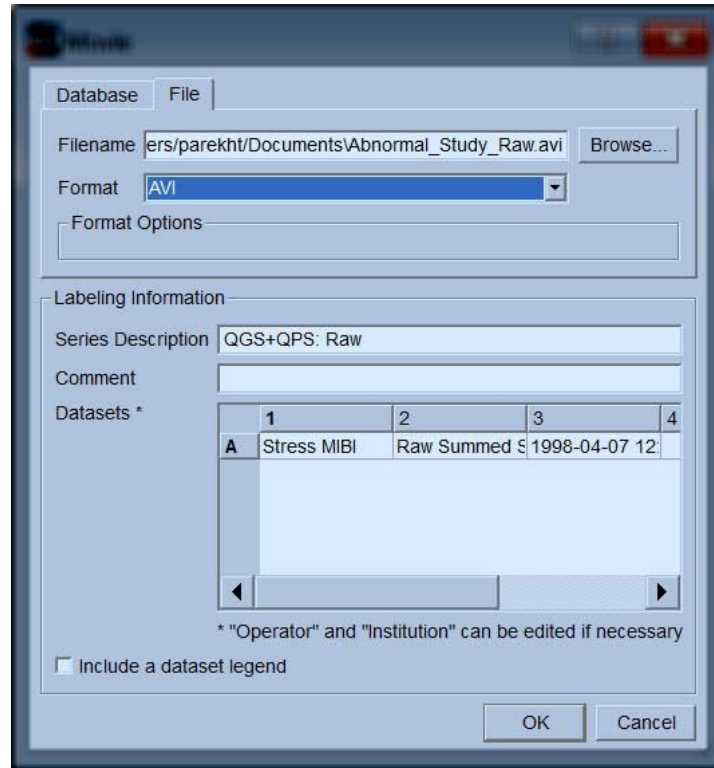 Movie
Database File
Filename ers/parekht/Documents\Abnormal_Study_Raw.avi Browse...
Format AVI
Format Options
Labeling Information
Series Description QGS+QPS: Raw
Comment
Datasets *
1 2 3 4
A Stress MIBI Raw Summed S 1998-04-07 12:
* "Operator" and "Institution" can be edited if necessary
Include a dataset legend
OK Cancel